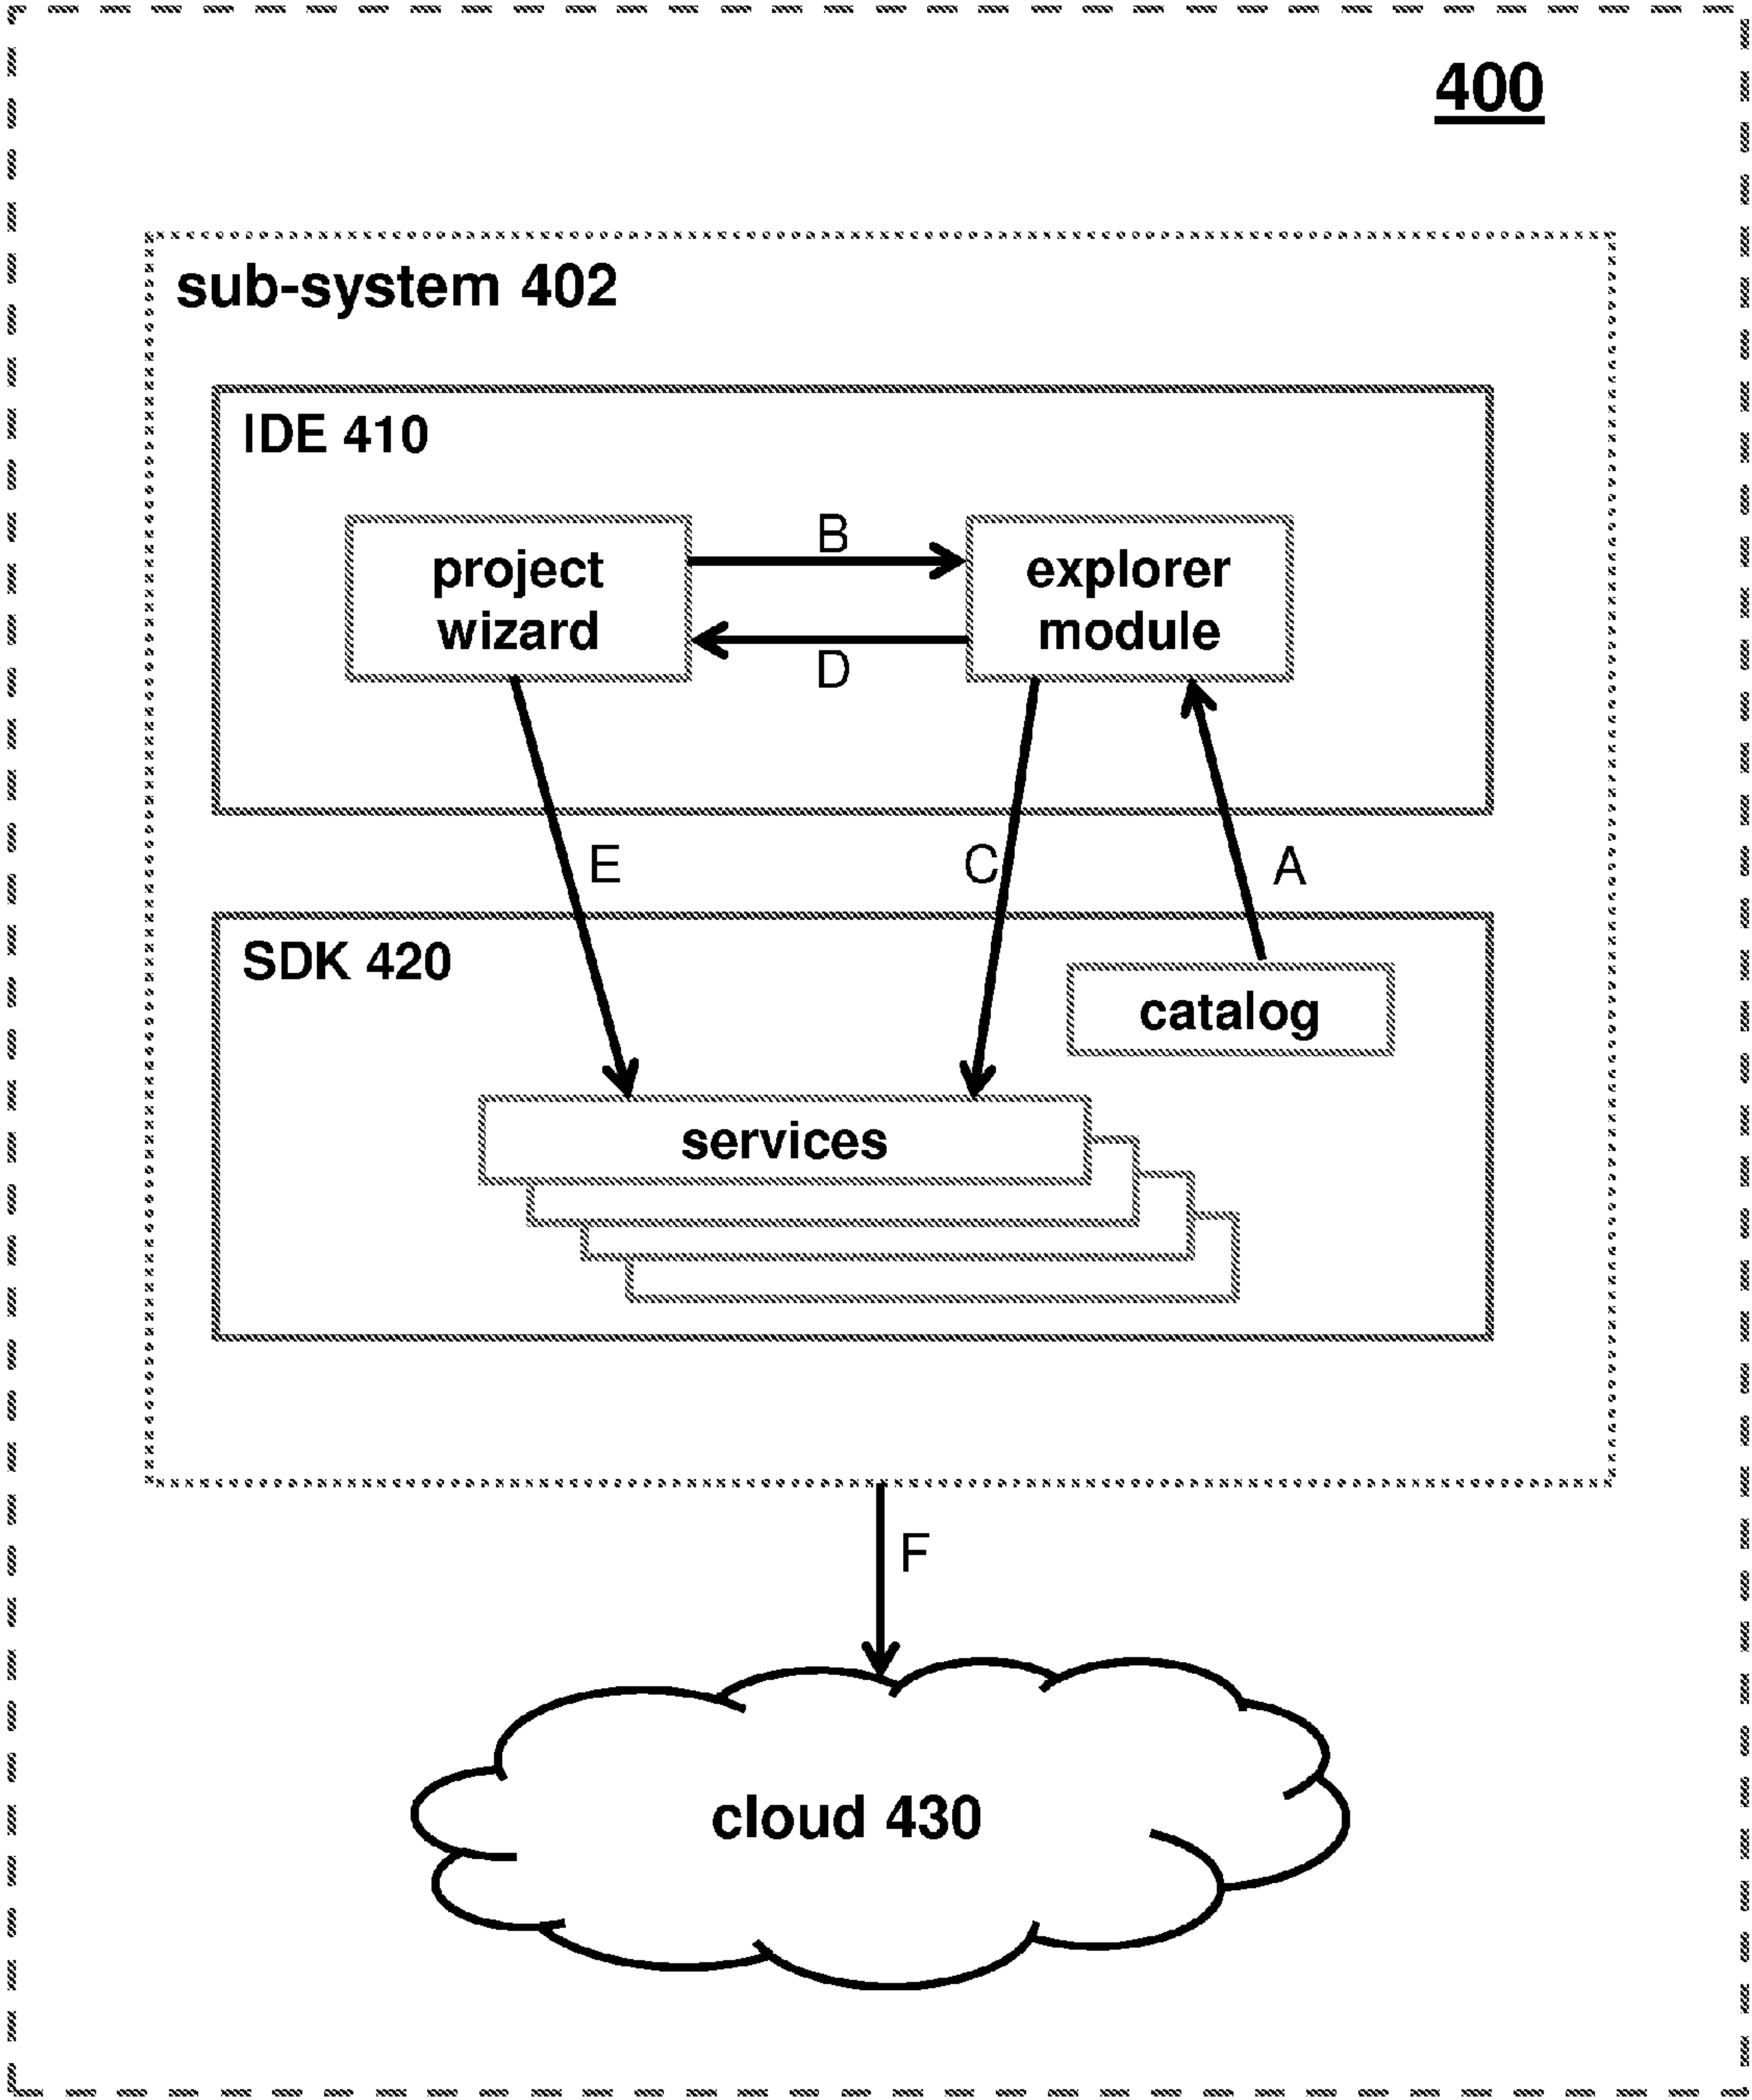 400
sub-system 402
IDE 410
project
wizard
B
D
explorer
module
E
C
A
SDK 420
catalog
services
F
cloud 430